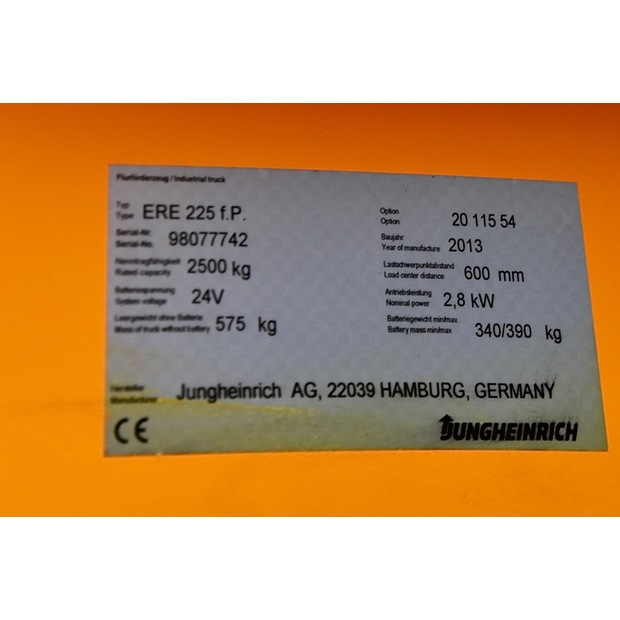 Flurförderzeug / Industrial truck
Typ
Type ERE 225 f.P.
Option
Option 20 115 54
Serial-Nr.
Serial-No. 98077742
Baujahr
Year of manufacture 2013
Nenntragfähigkeit
Rated capacity 2500 kg
Lastschwerpunktabstand
Load center distance 600 mm
Batteriespannung
System voltage 24V
Antriebsleistung
Nominal power 2,8 kW
Leergewicht ohne Batterie
Mass of truck without battery 575 kg
Batteriegewicht min/max
Battery mass min/max 340/390 kg
Hersteller
Manufacturer Jungheinrich AG, 22039 HAMBURG, GERMANY
CE
JUNGHEINRICH